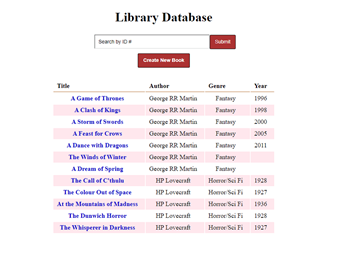 Library Database
Search by ID #
Submit
Create New Book
Title Author Genre Year
A Game of Thrones George RR Martin Fantasy 1996
A Clash of Kings George RR Martin Fantasy 1998
A Storm of Swords George RR Martin Fantasy 2000
A Feast for Crows George RR Martin Fantasy 2005
A Dance with Dragons George RR Martin Fantasy 2011
The Winds of Winter George RR Martin Fantasy
A Dream of Spring George RR Martin Fantasy
The Call of C'thulu HP Lovecraft Horror/Sci Fi 1928
The Colour Out of Space HP Lovecraft Horror/Sci Fi 1927
At the Mountains of Madness HP Lovecraft Horror/Sci Fi 1936
The Dunwich Horror HP Lovecraft Horror/Sci Fi 1928
The Whisperer in Darkness HP Lovecraft Horror/Sci Fi 1927